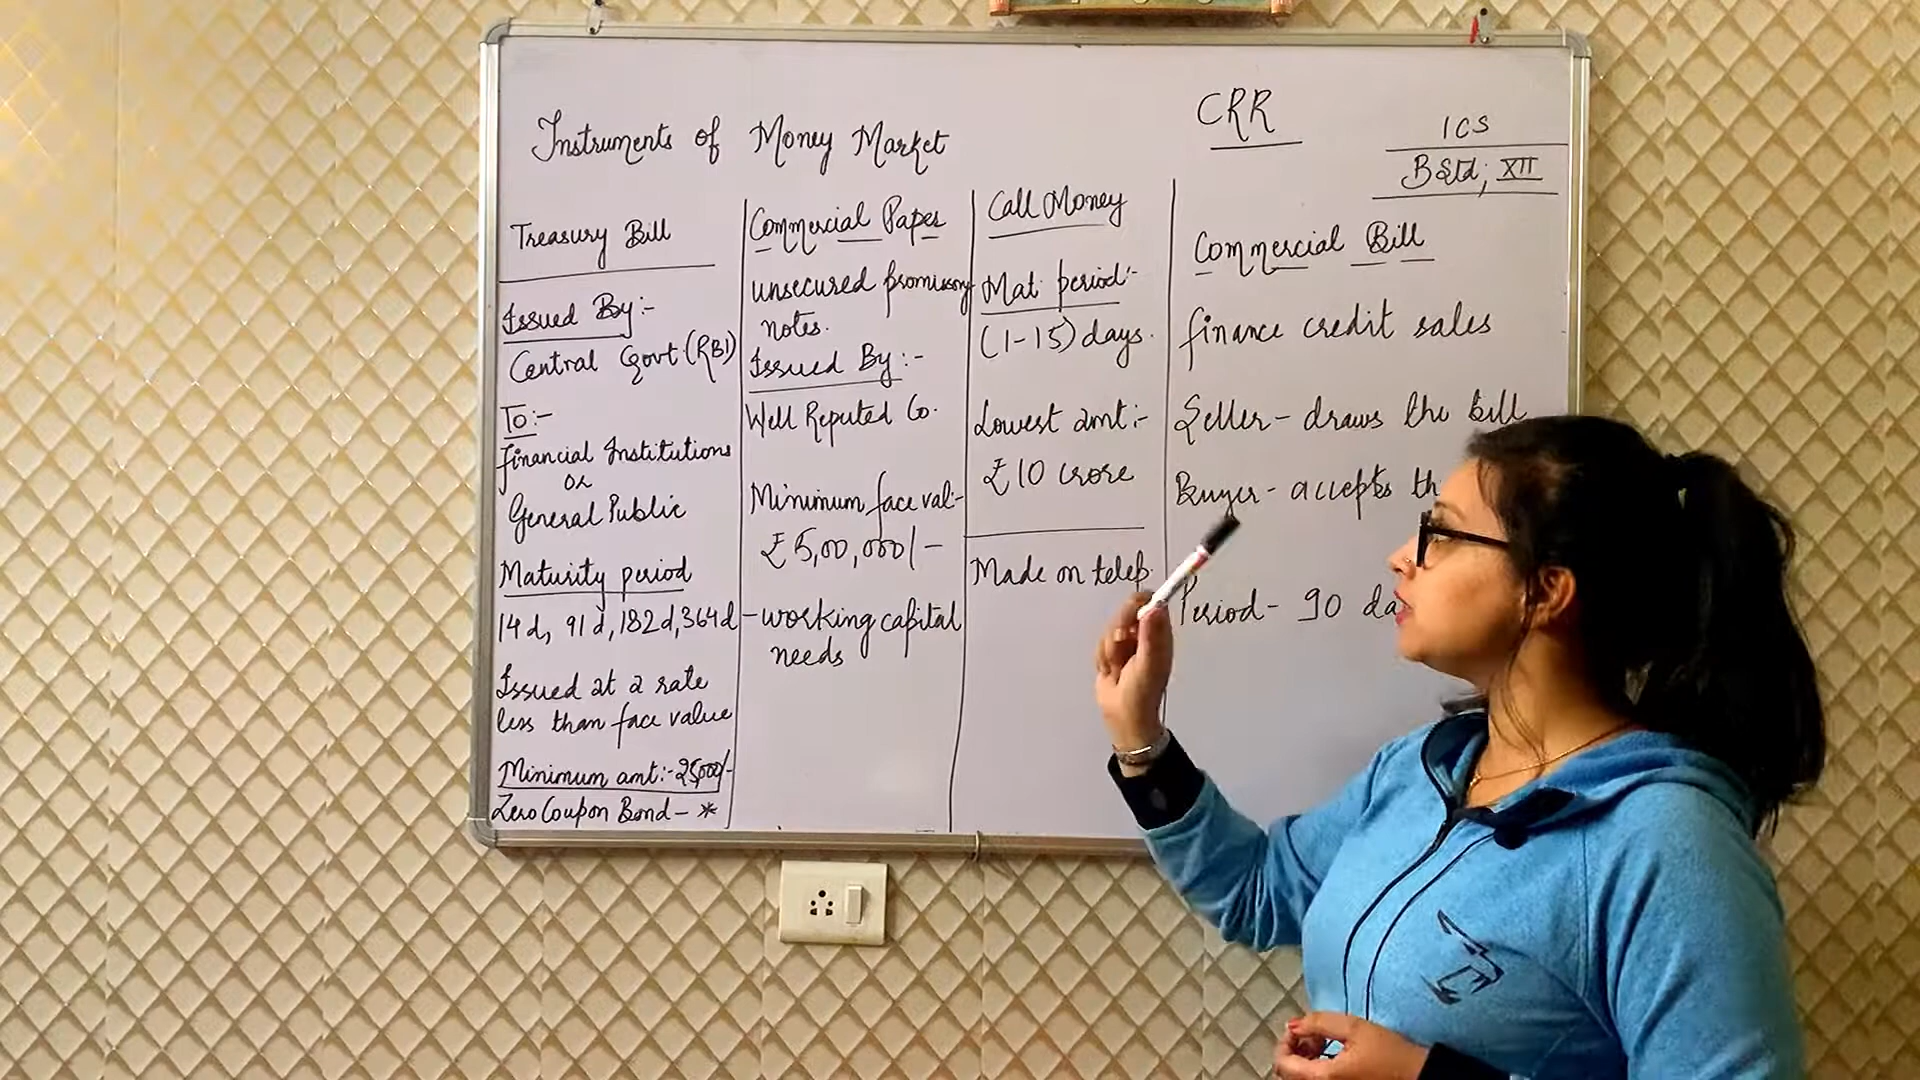 Instruments of Money Market
CRR
ICS
BStd; XII
Treasury Bill
Issued By:-
Central Govt.(RBI)
To:-
Financial Institutions
or
General Public
Maturity period
14d, 91d, 182d, 364d
Issued at a rate
less than face value
Minimum amt:- 25,000/-
Zero Coupon Bond- *
Commercial Paper
unsecured promissory
notes.
Issued By:-
Well Reputed Co.
Minimum face val:-
₹5,00,000/-
-working capital
needs
Call Money
Mat. period:-
(1-15) days.
Lowest amt:-
₹10 crore
Made on telep.
Commercial Bill
finance credit sales
Seller- draws the bill
Buyer- accepts th
Period- 90 da